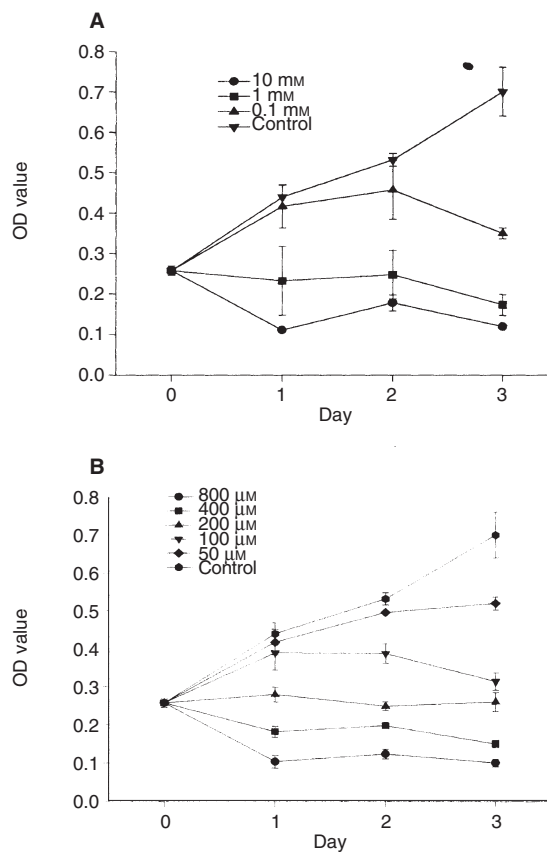 A
0.8
0.7
0.6
0.5
0.4
0.3
0.2
0.1
0.0
OD value
10 mM
1 mM
0.1 mM
Control
0
1
2
3
Day
B
0.8
0.7
0.6
0.5
0.4
0.3
0.2
0.1
0.0
OD value
800 μM
400 μM
200 μM
100 μM
50 μM
Control
0
1
2
3
Day